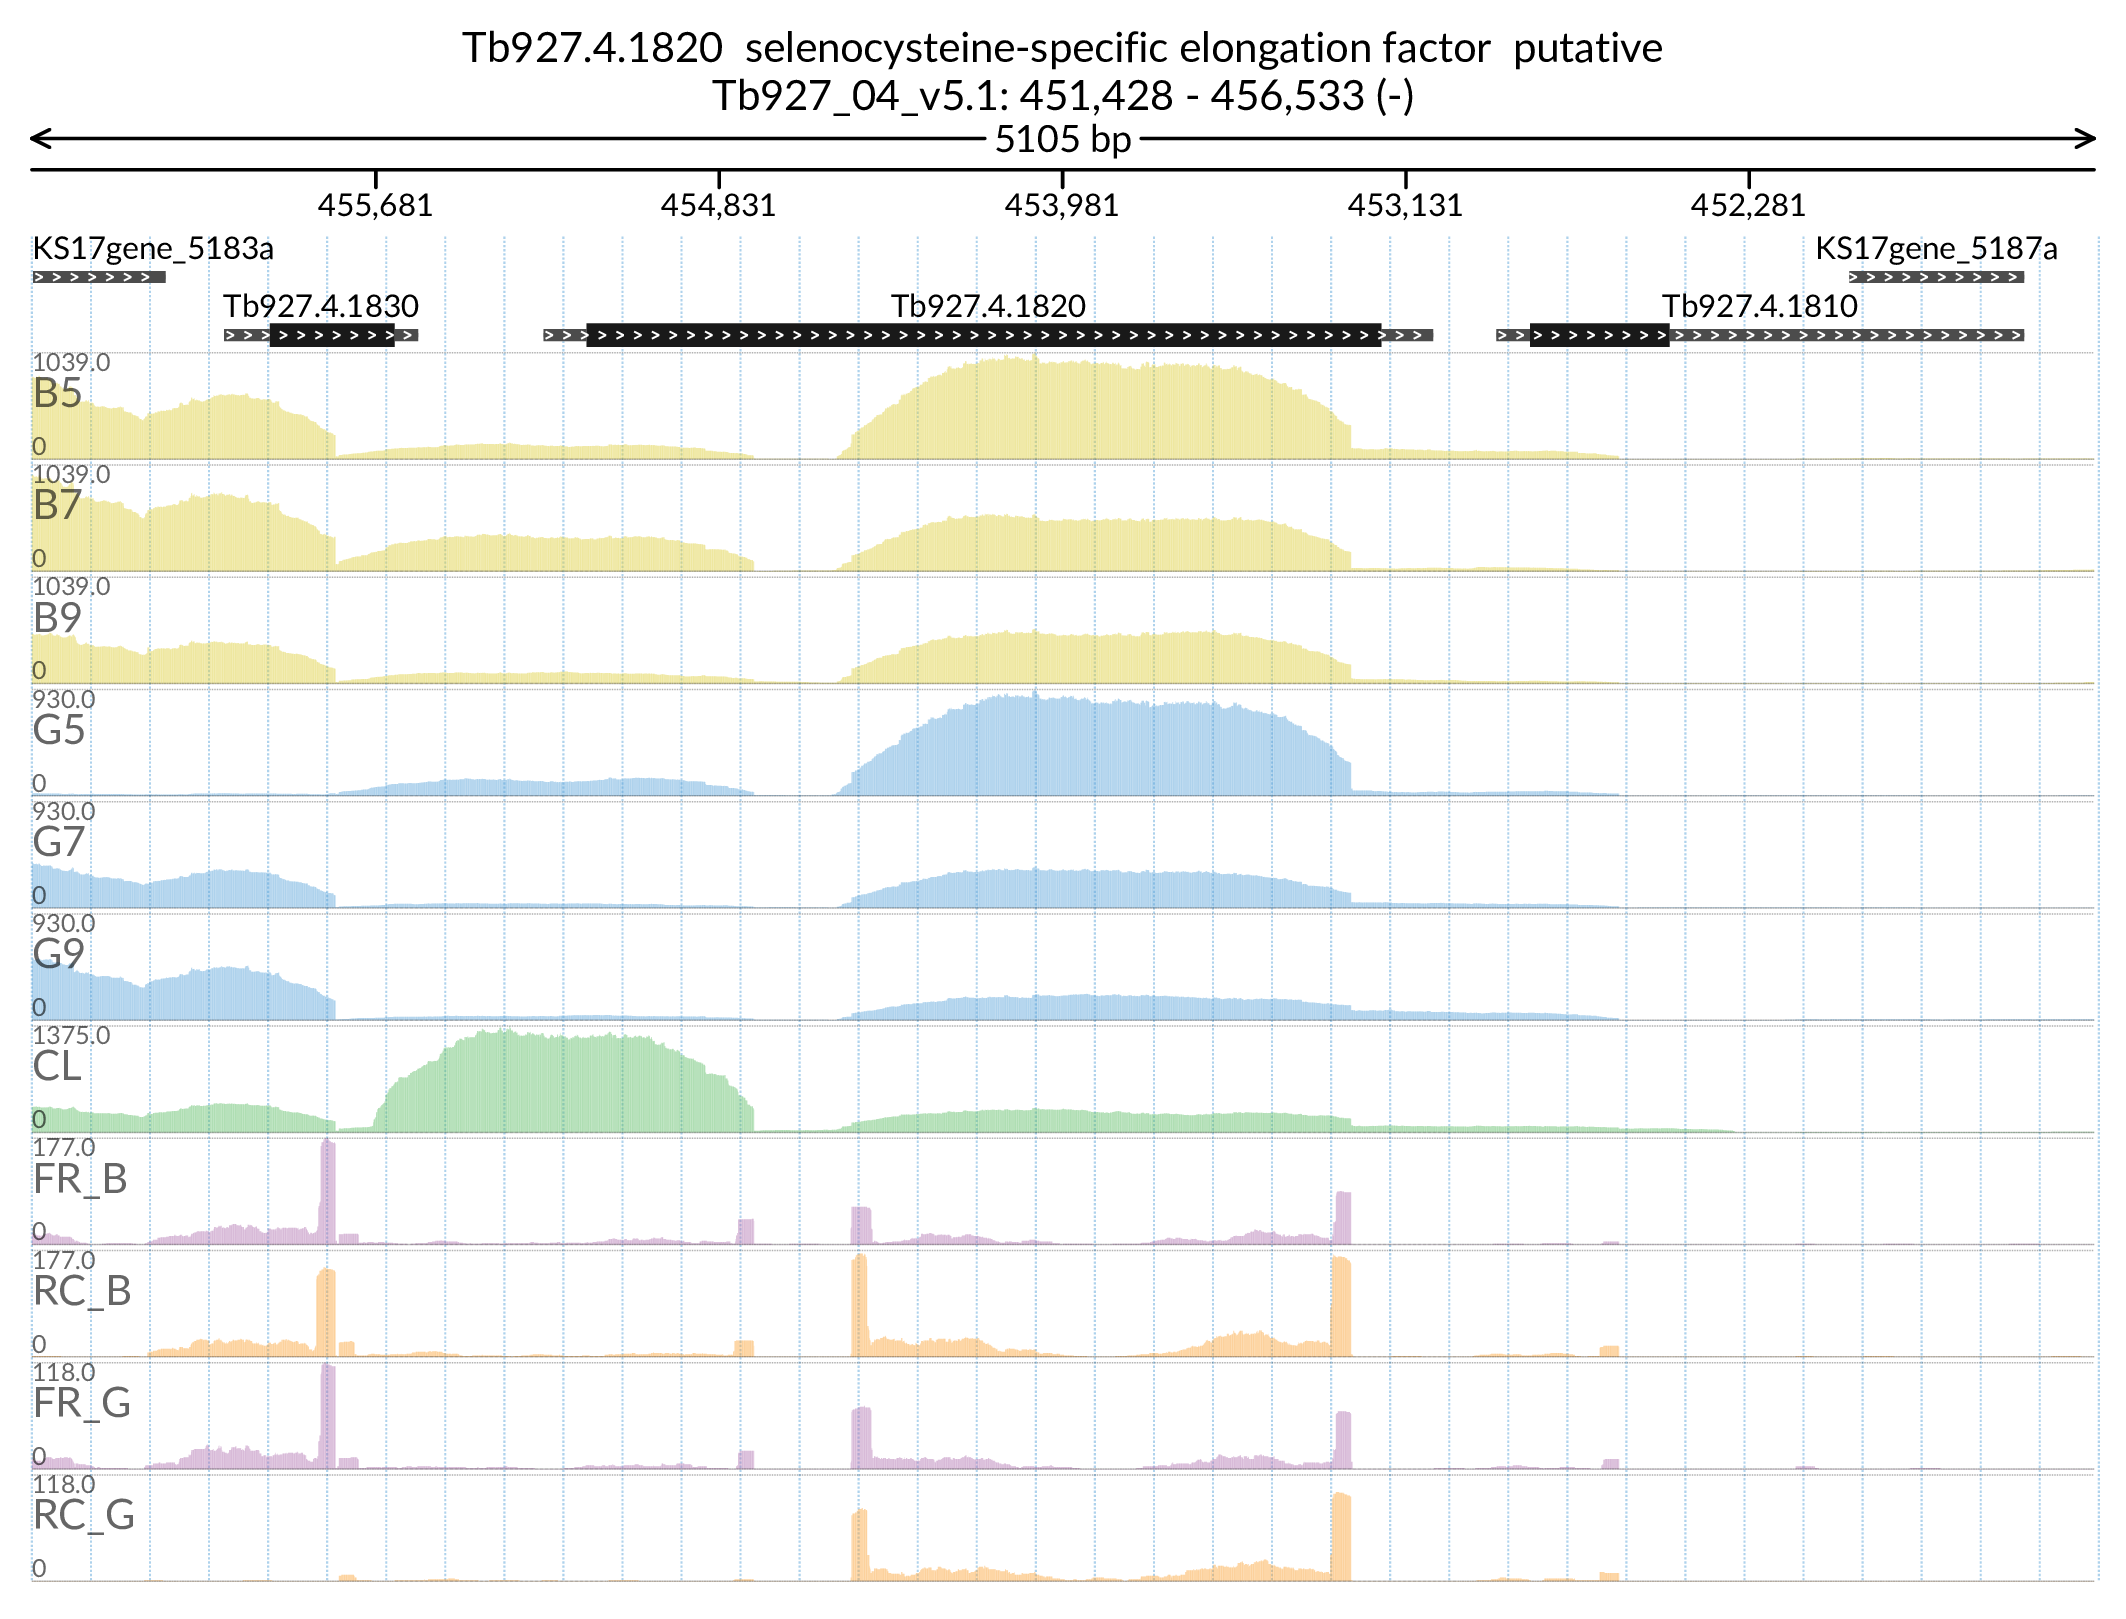 Tb927.4.1820 selenocysteine-specific elongation factor putative
Tb927_04_v5.1: 451,428 - 456,533 (-)
5105 bp
455,681 454,831 453,981 453,131 452,281
KS17gene_5183a KS17gene_5187a
Tb927.4.1830 Tb927.4.1820 Tb927.4.1810
1039.0
B5
0
1039.0
B7
0
1039.0
B9
0
930.0
G5
0
930.0
G7
0
930.0
G9
0
1375.0
CL
0
177.0
FR_B
0
177.0
RC_B
0
118.0
FR_G
0
118.0
RC_G
0